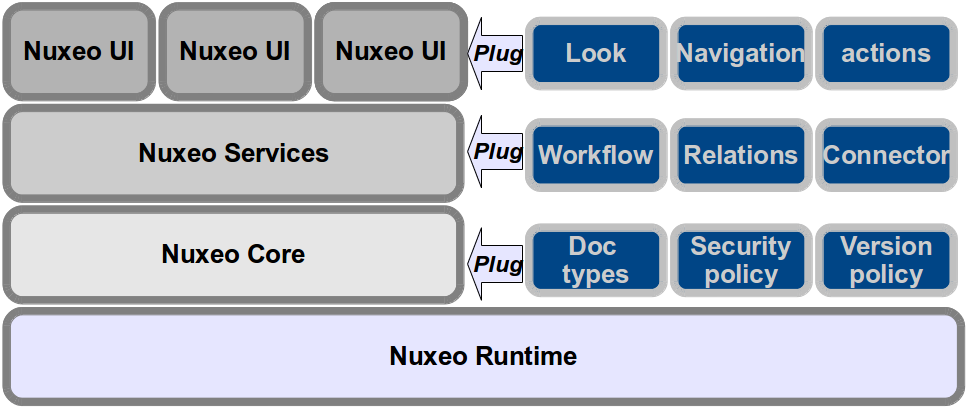 Nuxeo UI Nuxeo UI Nuxeo UI Plug Look Navigation actions
Nuxeo Services Plug Workflow Relations Connector
Nuxeo Core Plug Doc types Security policy Version policy
Nuxeo Runtime